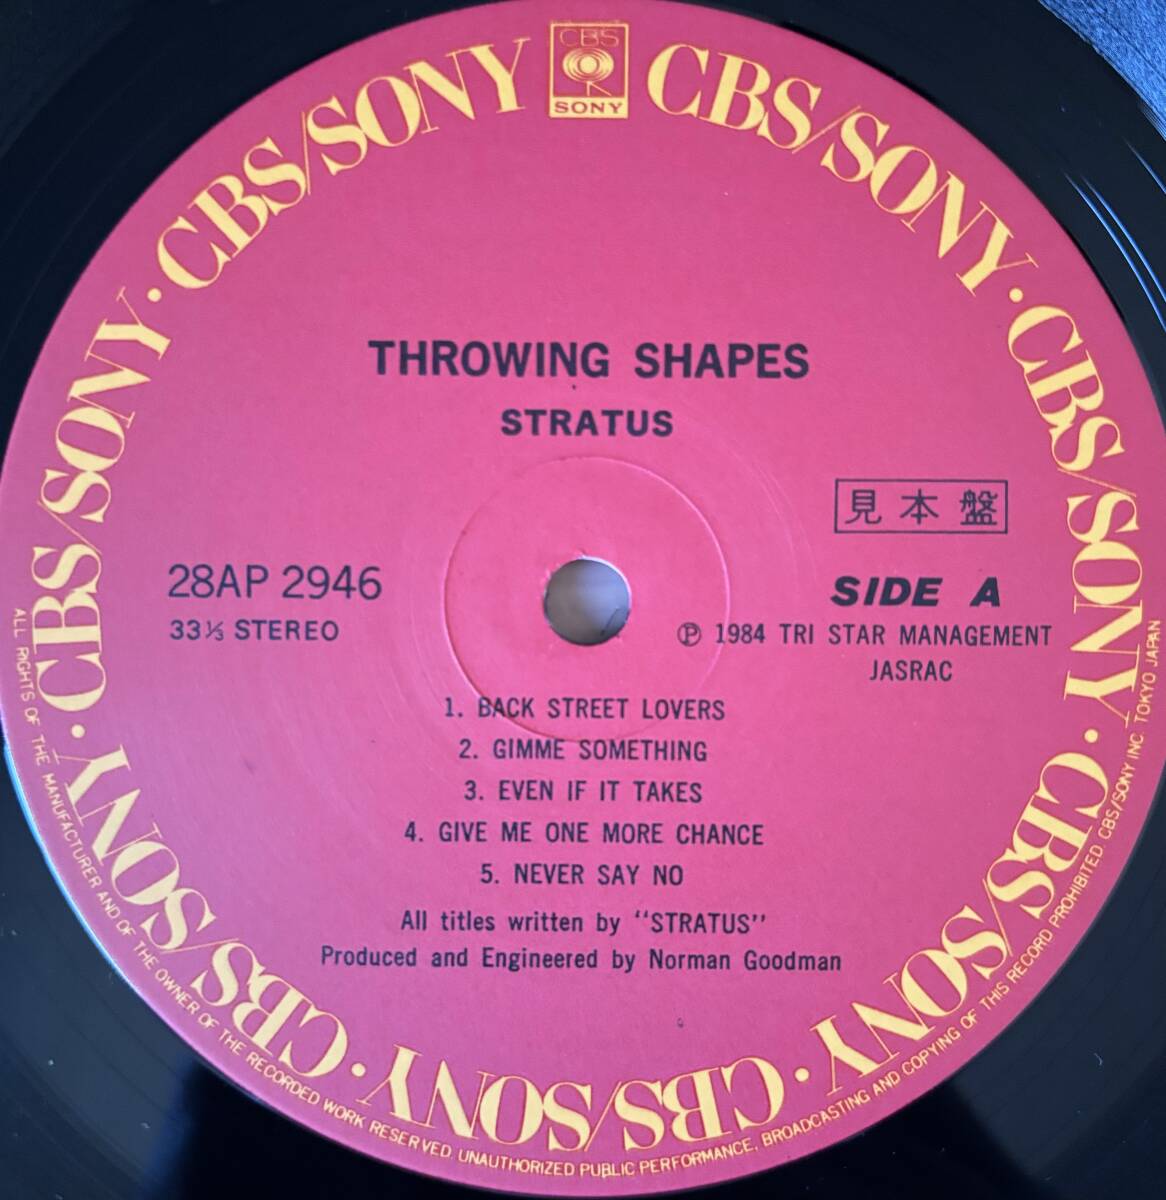 CBS
SONY
CBS/SONY · CBS/SONY · CBS/SONY · CBS/SONY · CBS/SONY · CBS/SONY · CBS/SONY · CBS/SONY · CBS/SONY
THROWING SHAPES
STRATUS
見本盤
28AP 2946
SIDE A
33⅓ STEREO
Ⓟ 1984 TRI STAR MANAGEMENT
JASRAC
1. BACK STREET LOVERS
2. GIMME SOMETHING
3. EVEN IF IT TAKES
4. GIVE ME ONE MORE CHANCE
5. NEVER SAY NO
All titles written by "STRATUS"
Produced and Engineered by Norman Goodman
ALL RIGHTS OF THE MANUFACTURER AND OF THE OWNER OF THE RECORDED WORK RESERVED. UNAUTHORIZED PUBLIC PERFORMANCE, BROADCASTING AND COPYING OF THIS RECORD PROHIBITED. CBS/SONY INC. TOKYO JAPAN